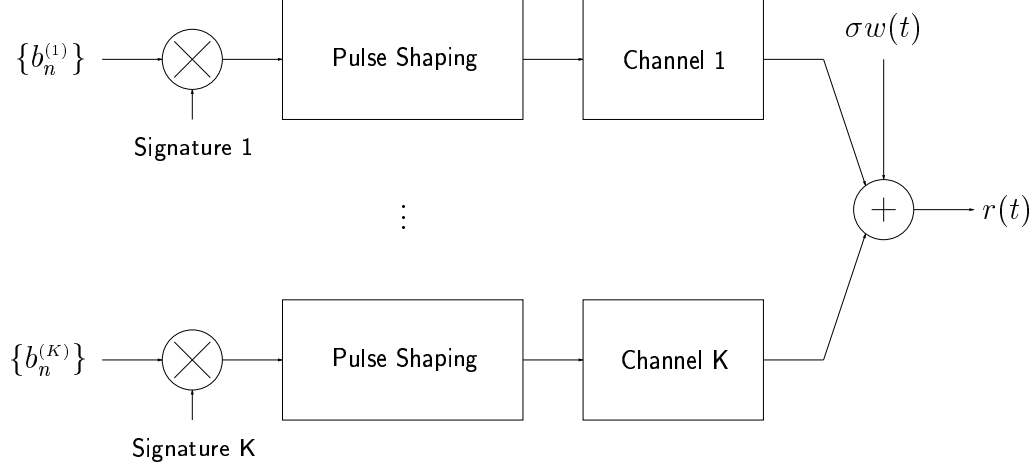 σw(t)
{b_n^{(1)}}
Pulse Shaping
Channel 1
Signature 1
⋮
+
r(t)
{b_n^{(K)}}
Pulse Shaping
Channel K
Signature K